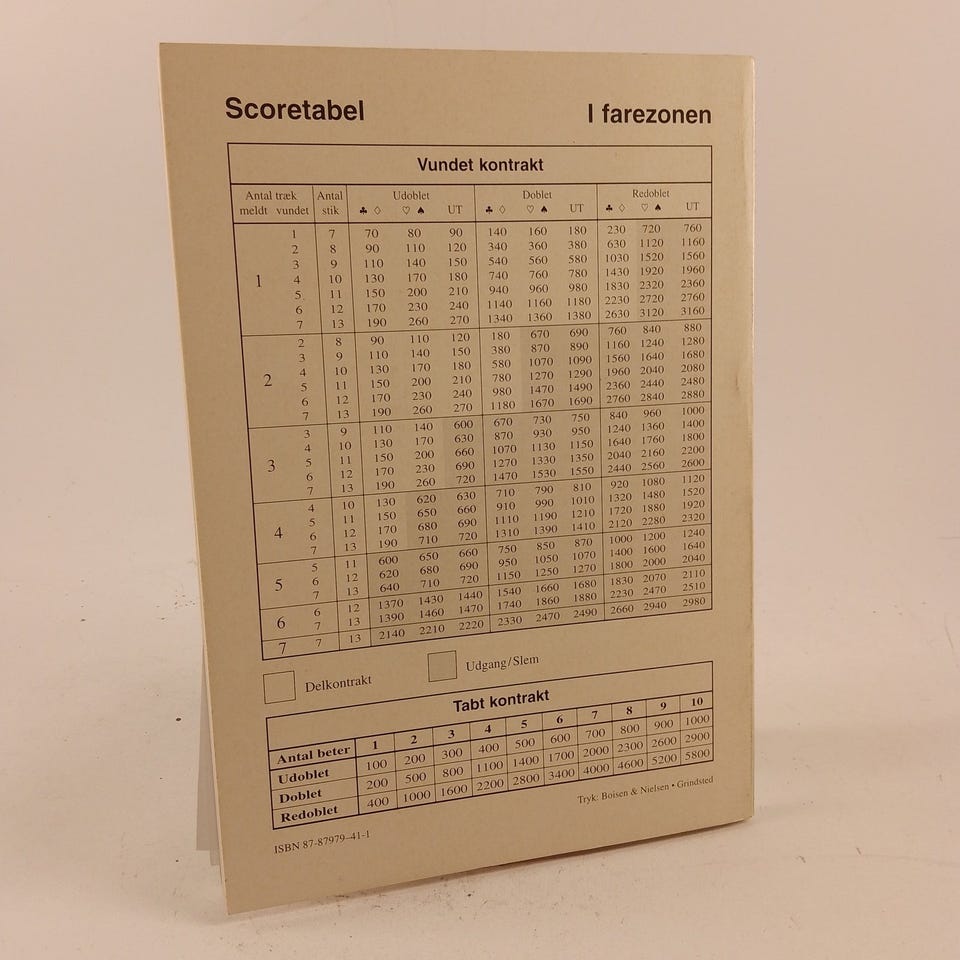 Scoretabel I farezonen
Vundet kontrakt
Antal træk Antal Udoblet Doblet Redoblet
meldt vundet stik ♣ ♢ ♡ ♠ UT ♣ ♢ ♡ ♠ UT ♣ ♢ ♡ ♠ UT
1 7 70 80 90 140 160 180 230 720 760
2 8 90 110 120 340 360 380 630 1120 1160
3 9 110 140 150 540 560 580 1030 1520 1560
1 4 10 130 170 180 740 760 780 1430 1920 1960
5 11 150 200 210 940 960 980 1830 2320 2360
6 12 170 230 240 1140 1160 1180 2230 2720 2760
7 13 190 260 270 1340 1360 1380 2630 3120 3160
2 8 90 110 120 180 670 690 760 840 880
3 9 110 140 150 380 870 890 1160 1240 1280
2 4 10 130 170 180 580 1070 1090 1560 1640 1680
5 11 150 200 210 780 1270 1290 1960 2040 2080
6 12 170 230 240 980 1470 1490 2360 2440 2480
7 13 190 260 270 1180 1670 1690 2760 2840 2880
3 9 110 140 600 670 730 750 840 960 1000
4 10 130 170 630 870 930 950 1240 1360 1400
3 5 11 150 200 660 1070 1130 1150 1640 1760 1800
6 12 170 230 690 1270 1330 1350 2040 2160 2200
7 13 190 260 720 1470 1530 1550 2440 2560 2600
4 10 130 620 630 710 790 810 920 1080 1120
4 5 11 150 650 660 910 990 1010 1320 1480 1520
6 12 170 680 690 1110 1190 1210 1720 1880 1920
7 13 190 710 720 1310 1390 1410 2120 2280 2320
5 11 600 650 660 750 850 870 1000 1200 1240
5 6 12 620 680 690 950 1050 1070 1400 1600 1640
7 13 640 710 720 1150 1250 1270 1800 2000 2040
6 6 12 1370 1430 1440 1540 1660 1680 1830 2070 2110
7 13 1390 1460 1470 1740 1860 1880 2230 2470 2510
7 7 13 2140 2210 2220 2330 2470 2490 2660 2940 2980
Delkontrakt Udgang/Slem
Tabt kontrakt
Antal beter 1 2 3 4 5 6 7 8 9 10
Udoblet 100 200 300 400 500 600 700 800 900 1000
Doblet 200 500 800 1100 1400 1700 2000 2300 2600 2900
Redoblet 400 1000 1600 2200 2800 3400 4000 4600 5200 5800
ISBN 87-87979-41-1 Tryk: Boisen & Nielsen • Grindsted